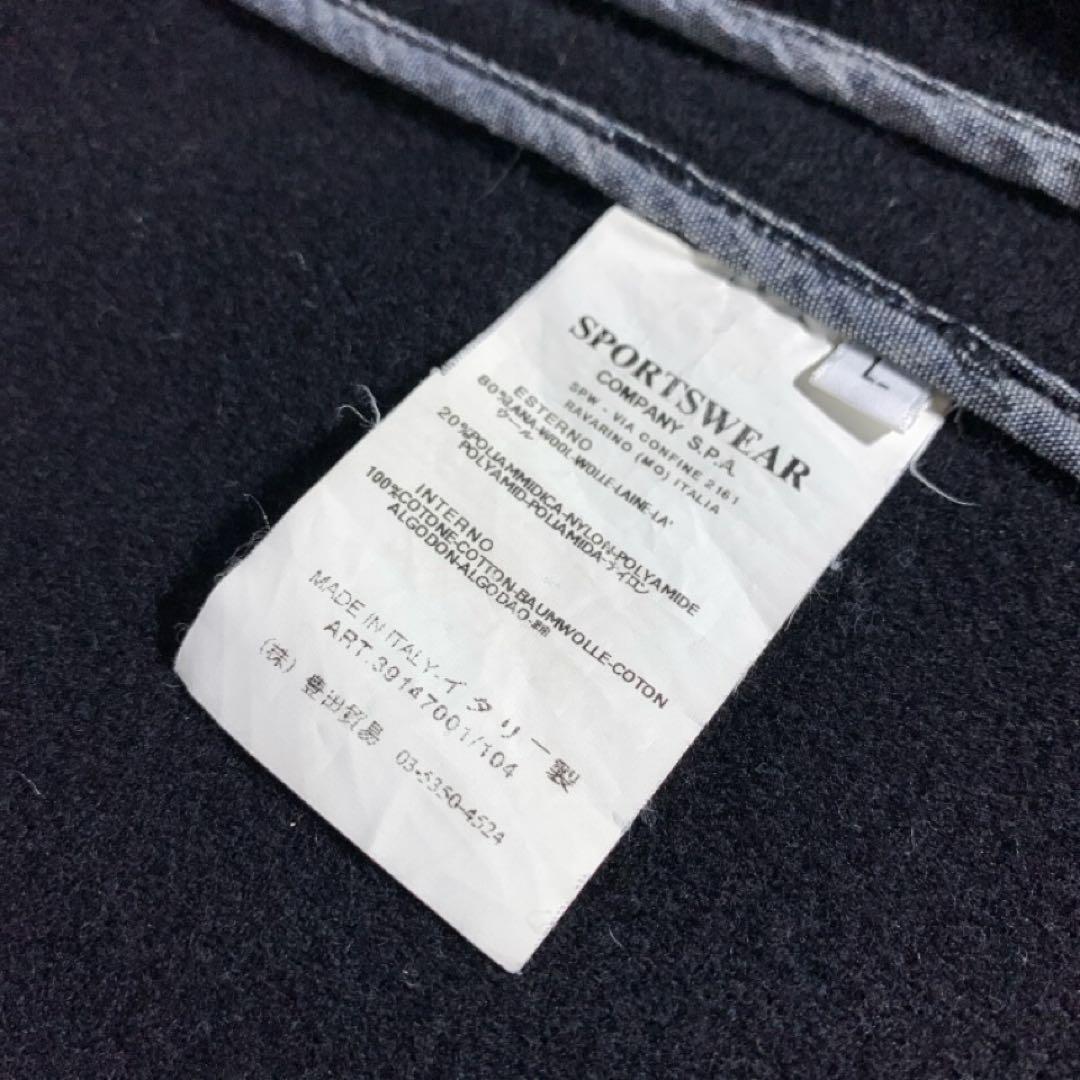 L
SPORTSWEAR
COMPANY S.P.A.
SPW - VIA CONFINE 2161
RAVARINO (MO) ITALIA
ESTERNO
80%LANA-WOOL-WOLLE-LAINE-LA'
ウール
20%POLIAMMIDICA-NYLON-POLYAMIDE
POLYAMID-POLIAMIDA-ナイロン
INTERNO
100%COTONE-COTTON-BAUMWOLLE-COTON
ALGODON-ALGODAO-綿
MADE IN ITALY-イタリー製
ART.39147001/104
(株) 豊出貿易 03-5350-4524